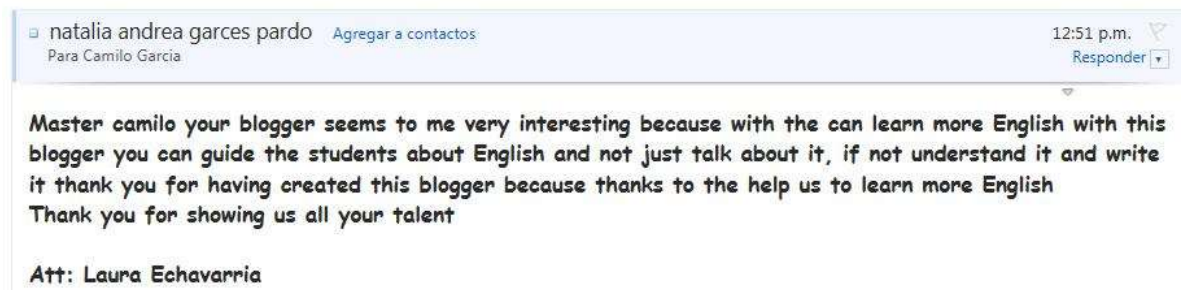 natalia andrea garces pardo Agregar a contactos 12:51 p.m.
Para Camilo Garcia Responder
Master camilo your blogger seems to me very interesting because with the can learn more English with this
blogger you can guide the students about English and not just talk about it, if not understand it and write
it thank you for having created this blogger because thanks to the help us to learn more English
Thank you for showing us all your talent
Att: Laura Echavarria